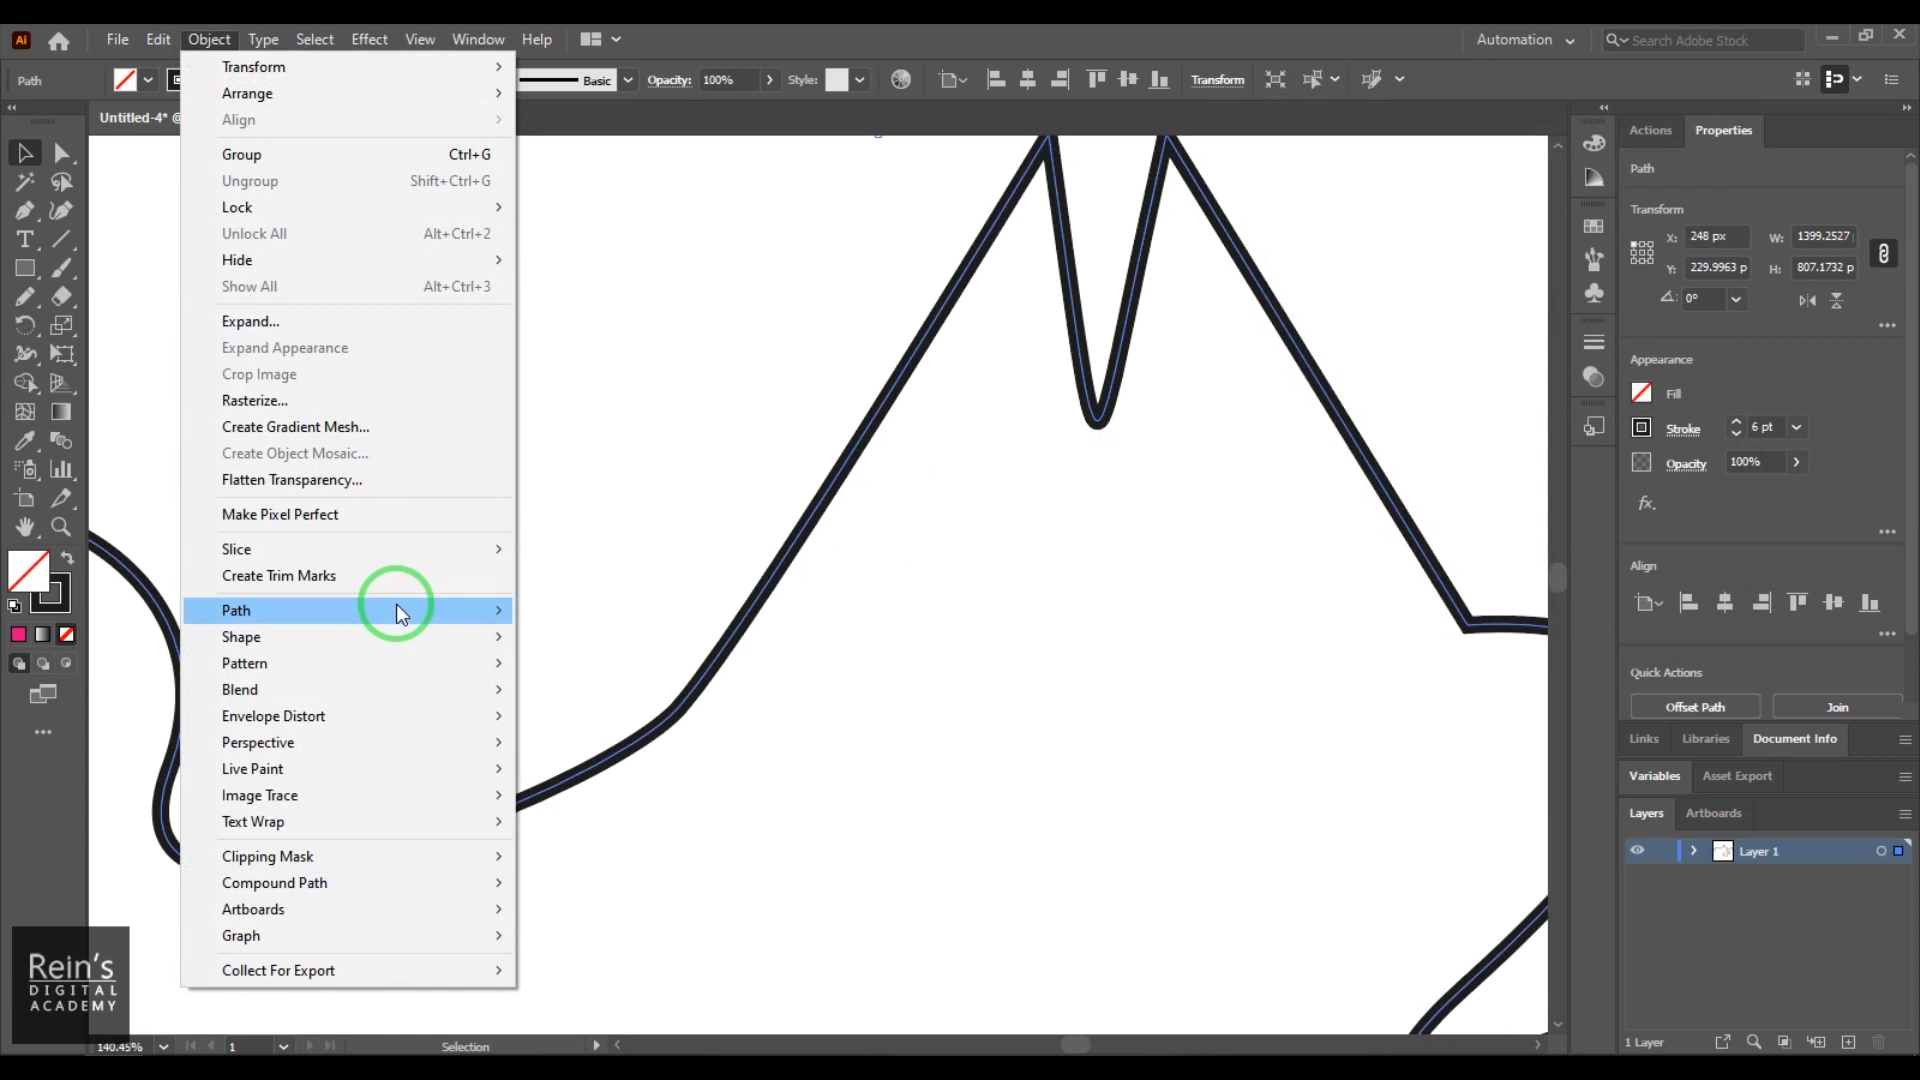 Ai File Edit Object Type Select Effect View Window Help Automation Search Adobe Stock
Path Basic Opacity: 100% Style: Transform
Untitled-4* @
Transform
Arrange
Align
Group Ctrl+G
Ungroup Shift+Ctrl+G
Lock
Unlock All Alt+Ctrl+2
Hide
Show All Alt+Ctrl+3
Expand...
Expand Appearance
Crop Image
Rasterize...
Create Gradient Mesh...
Create Object Mosaic...
Flatten Transparency...
Make Pixel Perfect
Slice
Create Trim Marks
Path
Shape
Pattern
Blend
Envelope Distort
Perspective
Live Paint
Image Trace
Text Wrap
Clipping Mask
Compound Path
Artboards
Graph
Collect For Export
Actions Properties
Path
Transform
X: 248 px W: 1399.2527
Y: 229.9963 p H: 807.1732 p
0°
Appearance
Fill
Stroke 6 pt
Opacity 100%
fx.
Align
Quick Actions
Offset Path Join
Links Libraries Document Info
Variables Asset Export
Layers Artboards
Layer 1
1 Layer
Rein's
DIGITAL
ACADEMY
140.45% 1 Selection